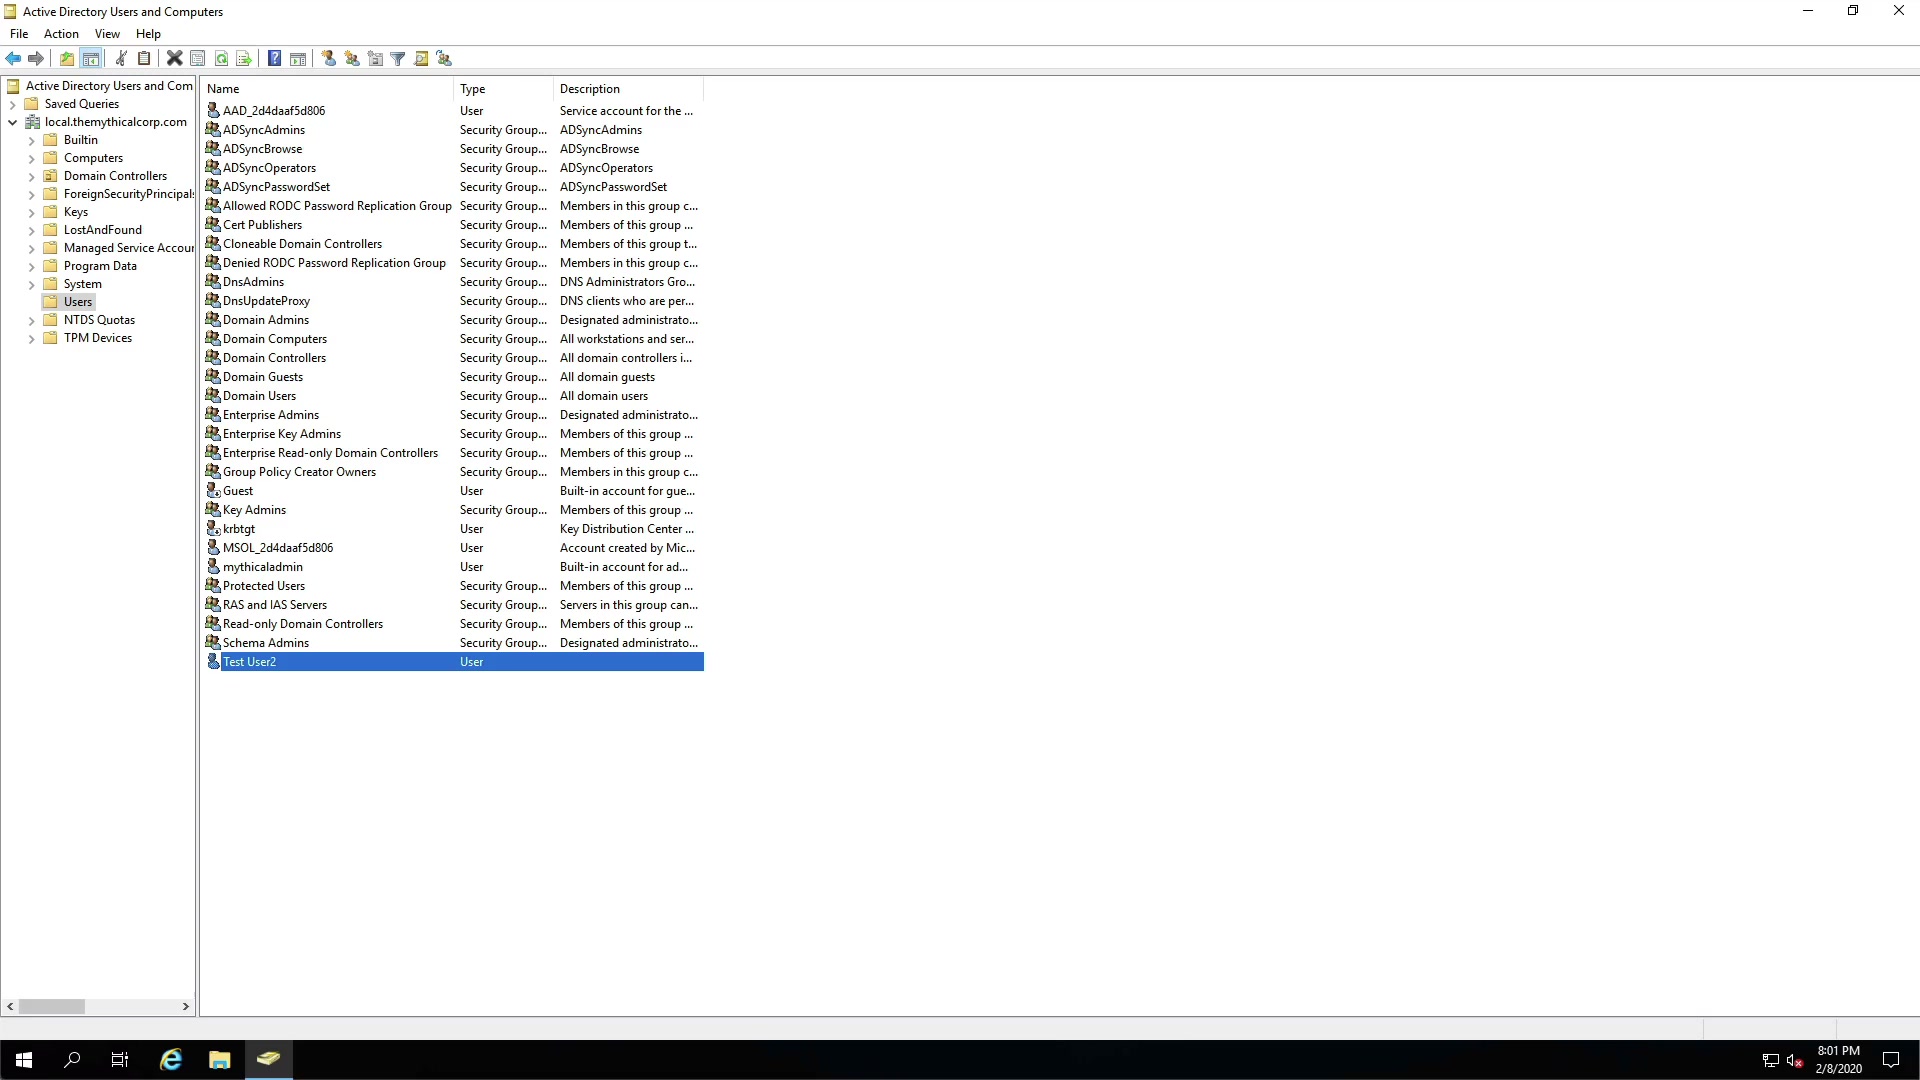 Active Directory Users and Computers
File Action View Help
Active Directory Users and Com
Saved Queries
local.themythicalcorp.com
Builtin
Computers
Domain Controllers
ForeignSecurityPrincipals
Keys
LostAndFound
Managed Service Accoun
Program Data
System
Users
NTDS Quotas
TPM Devices
Name Type Description
AAD_2d4daaf5d806 User Service account for the ...
ADSyncAdmins Security Group... ADSyncAdmins
ADSyncBrowse Security Group... ADSyncBrowse
ADSyncOperators Security Group... ADSyncOperators
ADSyncPasswordSet Security Group... ADSyncPasswordSet
Allowed RODC Password Replication Group Security Group... Members in this group c...
Cert Publishers Security Group... Members of this group ...
Cloneable Domain Controllers Security Group... Members of this group t...
Denied RODC Password Replication Group Security Group... Members in this group c...
DnsAdmins Security Group... DNS Administrators Gro...
DnsUpdateProxy Security Group... DNS clients who are per...
Domain Admins Security Group... Designated administrato...
Domain Computers Security Group... All workstations and ser...
Domain Controllers Security Group... All domain controllers i...
Domain Guests Security Group... All domain guests
Domain Users Security Group... All domain users
Enterprise Admins Security Group... Designated administrato...
Enterprise Key Admins Security Group... Members of this group ...
Enterprise Read-only Domain Controllers Security Group... Members of this group ...
Group Policy Creator Owners Security Group... Members in this group c...
Guest User Built-in account for gue...
Key Admins Security Group... Members of this group ...
krbtgt User Key Distribution Center ...
MSOL_2d4daaf5d806 User Account created by Mic...
mythicaladmin User Built-in account for ad...
Protected Users Security Group... Members of this group ...
RAS and IAS Servers Security Group... Servers in this group can...
Read-only Domain Controllers Security Group... Members of this group ...
Schema Admins Security Group... Designated administrato...
Test User2 User
8:01 PM
2/8/2020